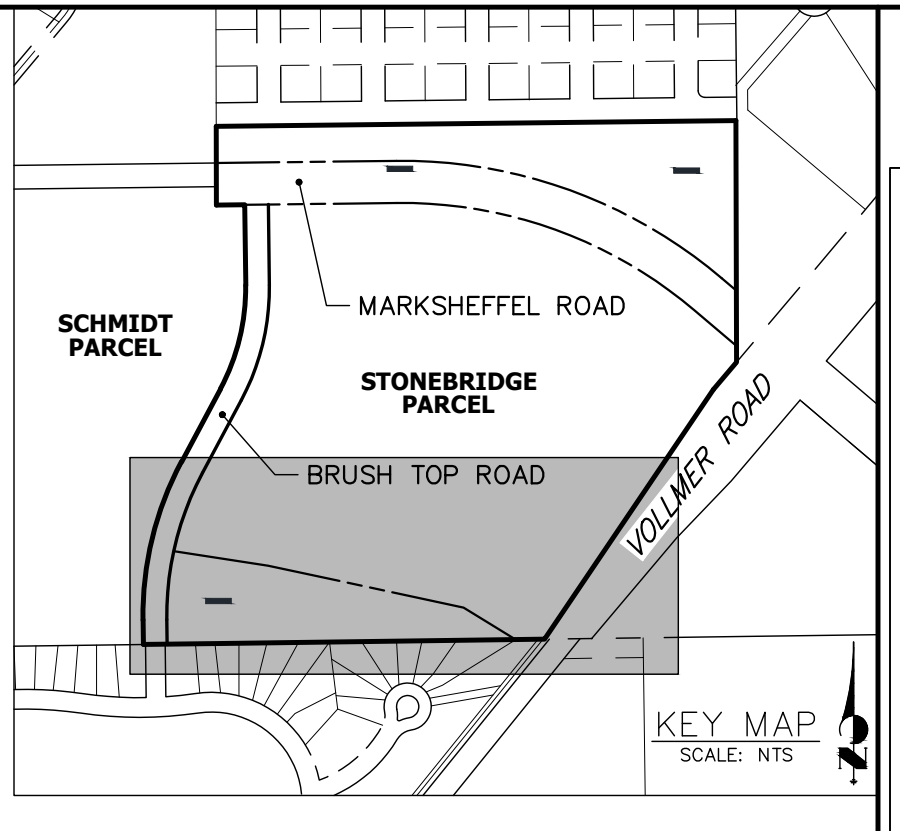 MARKSHEFFEL ROAD
SCHMIDT
PARCEL
STONEBRIDGE
PARCEL
BRUSH TOP ROAD
VOLLMER ROAD
KEY MAP
SCALE: NTS
N